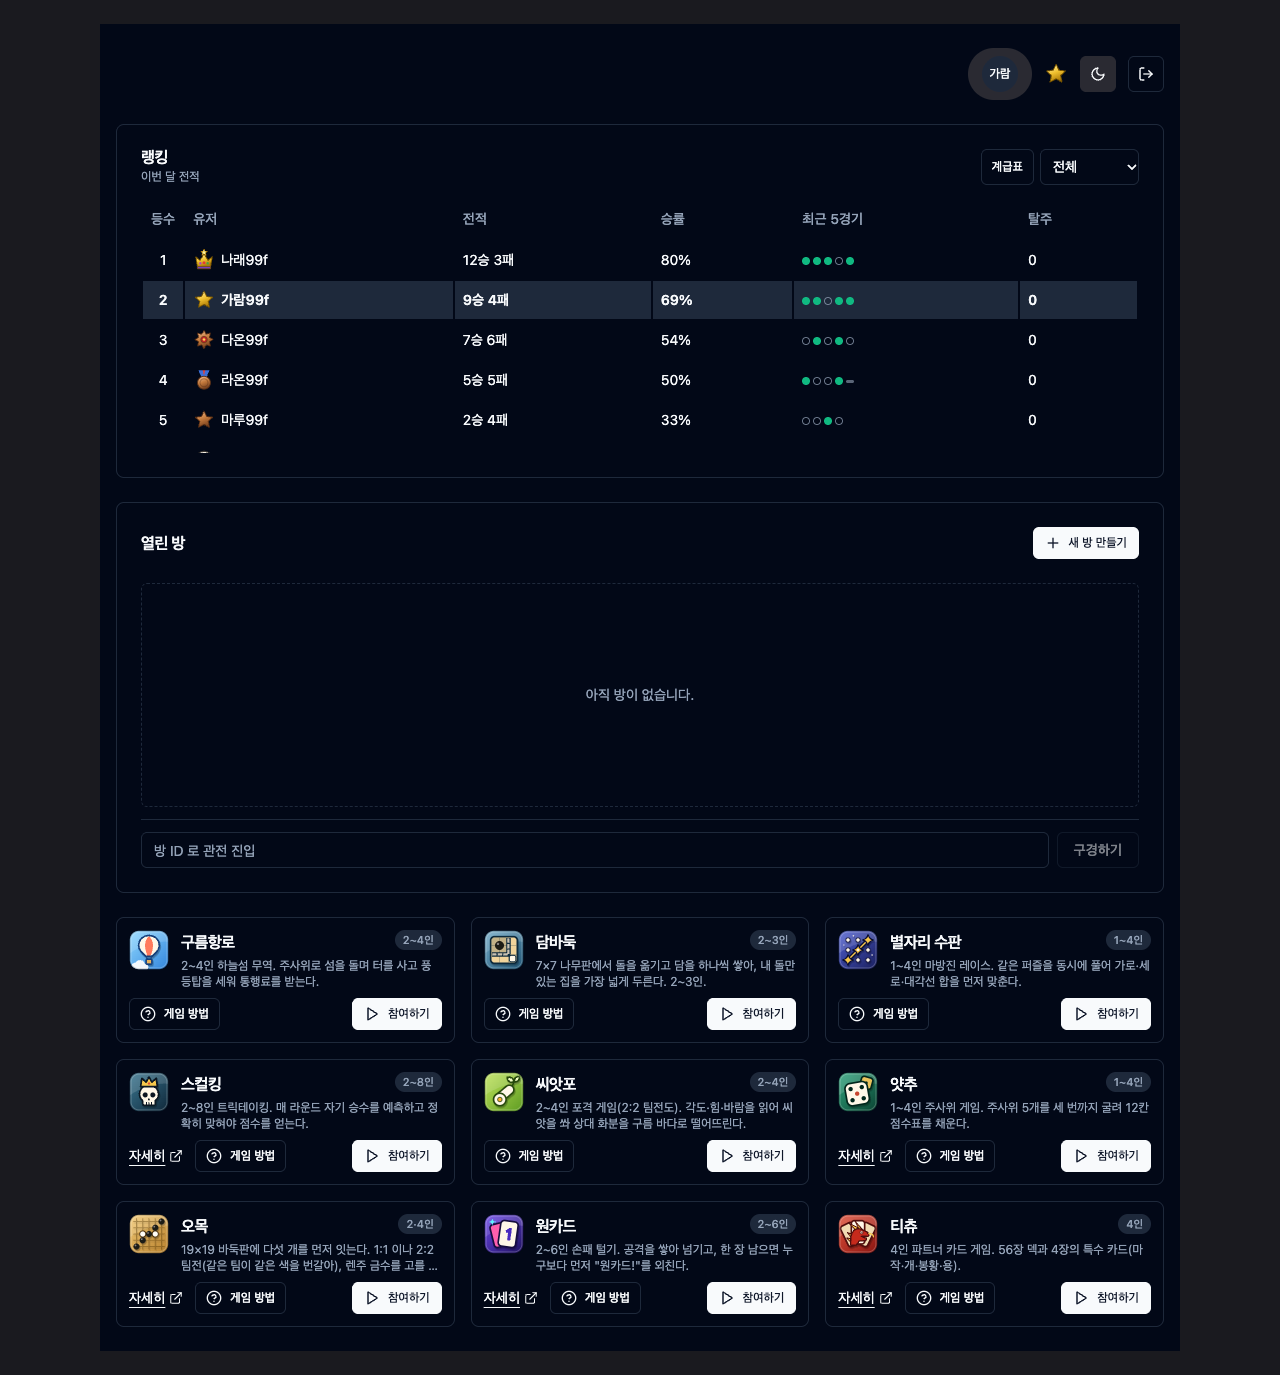 가람
랭킹
이번 달 전적
계급표
전체
등수 유저 전적 승률 최근 5경기 탈주
1 나래99f 12승 3패 80% 0
2 가람99f 9승 4패 69% 0
3 다온99f 7승 6패 54% 0
4 라온99f 5승 5패 50% 0
5 마루99f 2승 4패 33% 0
열린 방
새 방 만들기
아직 방이 없습니다.
방 ID 로 관전 진입
구경하기
구름항로 2~4인
2~4인 하늘섬 무역. 주사위로 섬을 돌며 터를 사고 풍
등탑을 세워 통행료를 받는다.
게임 방법 참여하기
담바둑 2~3인
7×7 나무판에서 돌을 옮기고 담을 하나씩 쌓아, 내 돌만
있는 집을 가장 넓게 두른다. 2~3인.
게임 방법 참여하기
별자리 수판 1~4인
1~4인 마방진 레이스. 같은 퍼즐을 동시에 풀어 가로·세
로·대각선 합을 먼저 맞춘다.
게임 방법 참여하기
스컬킹 2~8인
2~8인 트릭테이킹. 매 라운드 자기 승수를 예측하고 정
확히 맞혀야 점수를 얻는다.
자세히 게임 방법 참여하기
씨앗포 2~4인
2~4인 포격 게임(2:2 팀전도). 각도·힘·바람을 읽어 씨
앗을 쏴 상대 화분을 구름 바다로 떨어뜨린다.
게임 방법 참여하기
얏추 1~4인
1~4인 주사위 게임. 주사위 5개를 세 번까지 굴려 12칸
점수표를 채운다.
자세히 게임 방법 참여하기
오목 2·4인
19×19 바둑판에 다섯 개를 먼저 잇는다. 1:1 이나 2:2
팀전(같은 팀이 같은 색을 번갈아), 렌주 금수를 고를 ...
자세히 게임 방법 참여하기
원카드 2~6인
2~6인 손패 털기. 공격을 쌓아 넘기고, 한 장 남으면 누
구보다 먼저 "원카드!"를 외친다.
자세히 게임 방법 참여하기
티츄 4인
4인 파트너 카드 게임. 56장 덱과 4장의 특수 카드(마
작·개·봉황·용).
자세히 게임 방법 참여하기